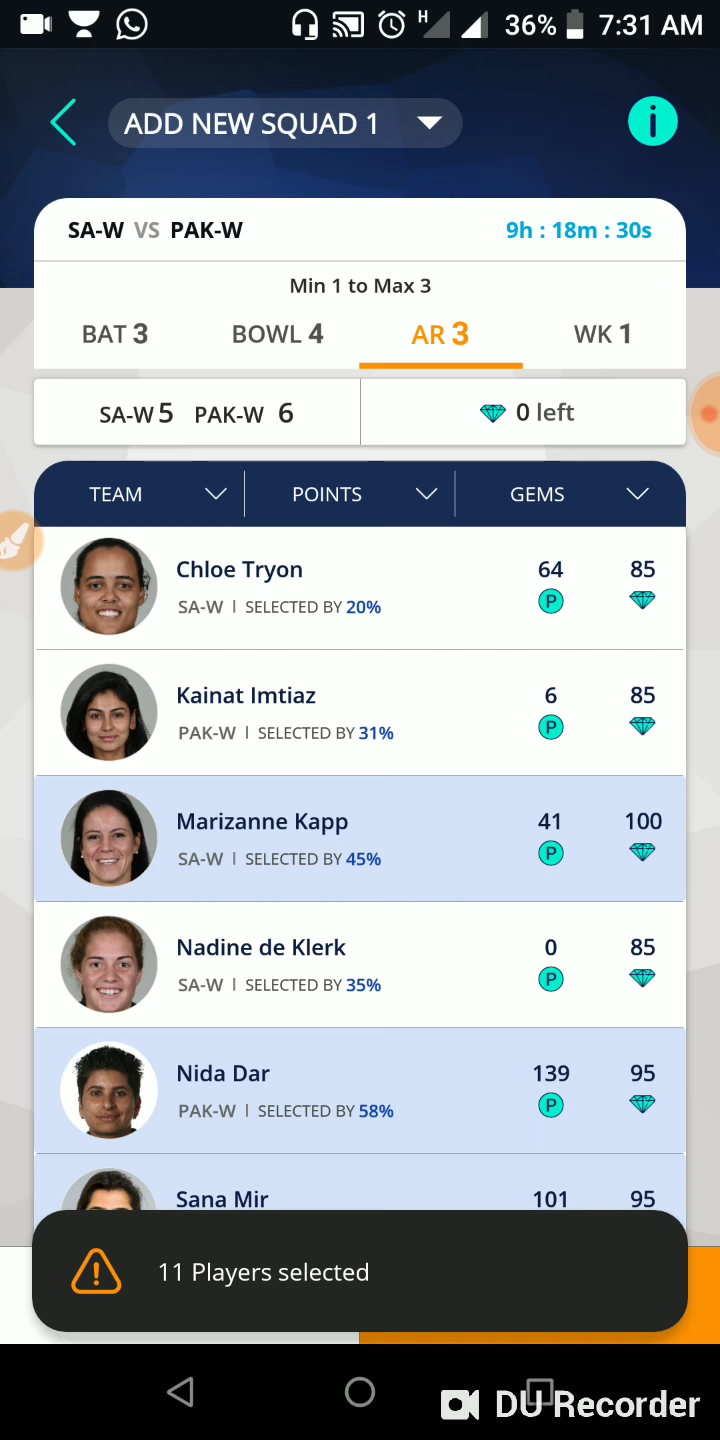 H 36% 7:31 AM
ADD NEW SQUAD 1 i
SA-W VS PAK-W 9h : 18m : 30s
Min 1 to Max 3
BAT 3 BOWL 4 AR 3 WK 1
SA-W 5 PAK-W 6 0 left
TEAM POINTS GEMS
Chloe Tryon 64 85
SA-W | SELECTED BY 20% P
Kainat Imtiaz 6 85
PAK-W | SELECTED BY 31% P
Marizanne Kapp 41 100
SA-W | SELECTED BY 45% P
Nadine de Klerk 0 85
SA-W | SELECTED BY 35% P
Nida Dar 139 95
PAK-W | SELECTED BY 58% P
Sana Mir 101 95
11 Players selected
DU Recorder